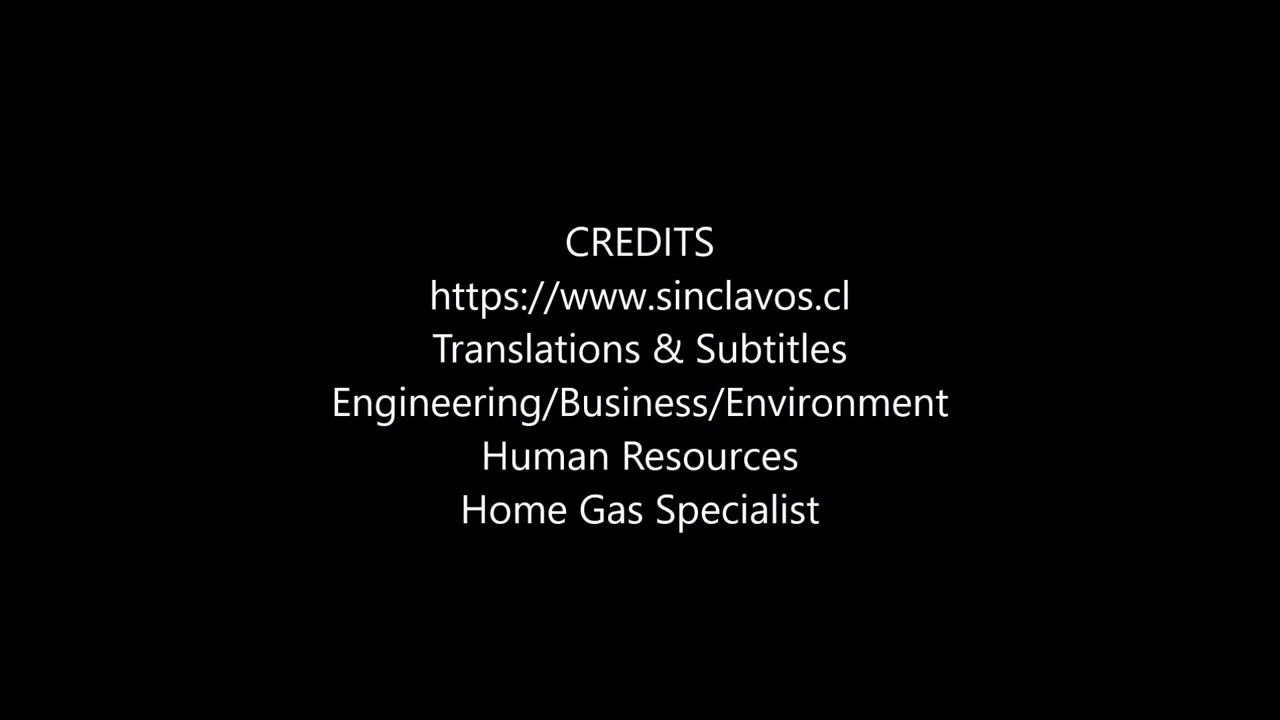 CREDITS
https://www.sinclavos.cl
Translations & Subtitles
Engineering/Business/Environment
Human Resources
Home Gas Specialist